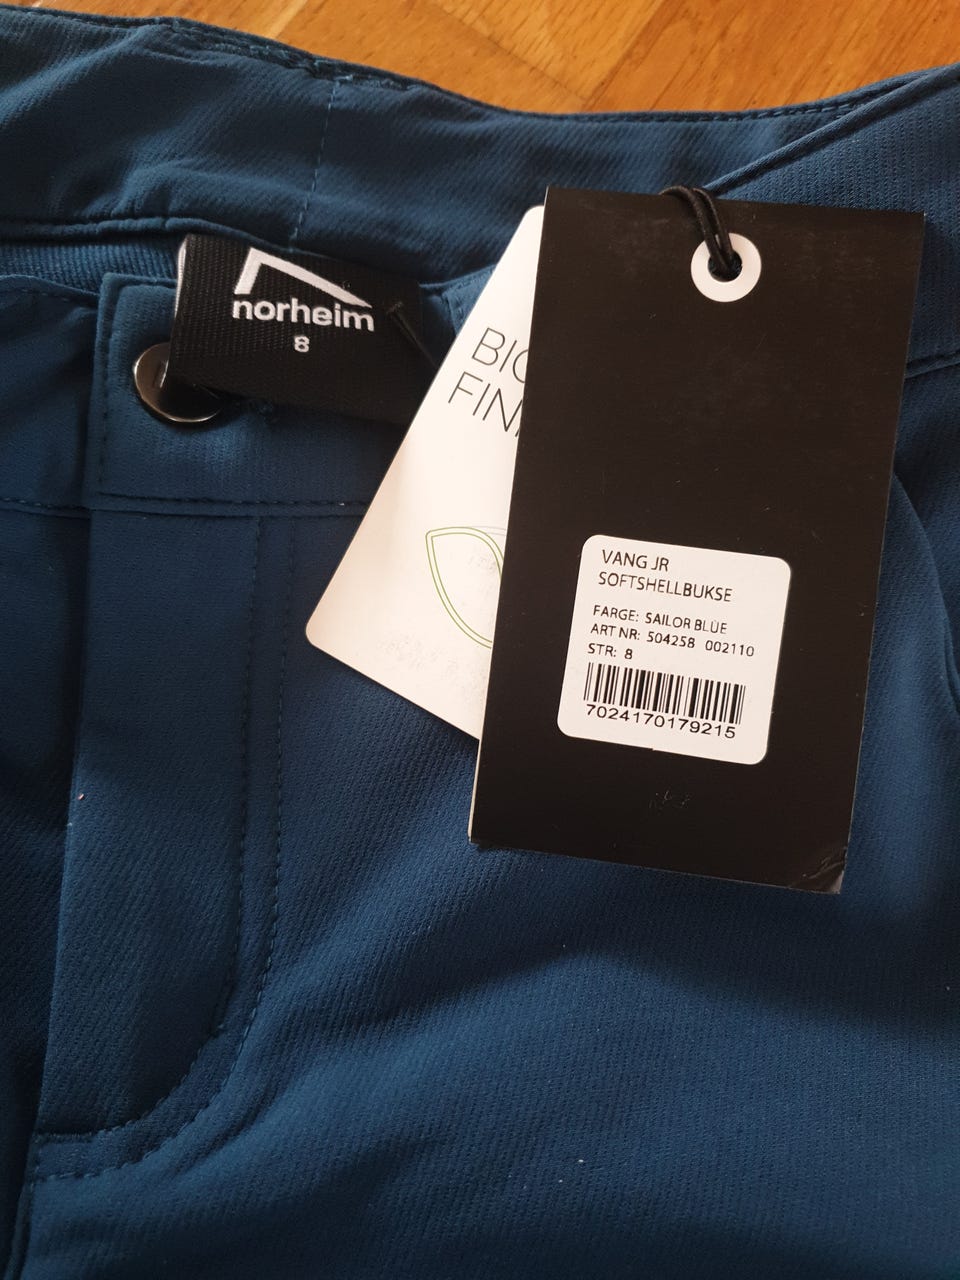 norheim
8
VANG JR
SOFTSHELLBUKSE
FARGE: SAILOR BLUE
ART NR: 504258 002110
STR: 8
7024170179215